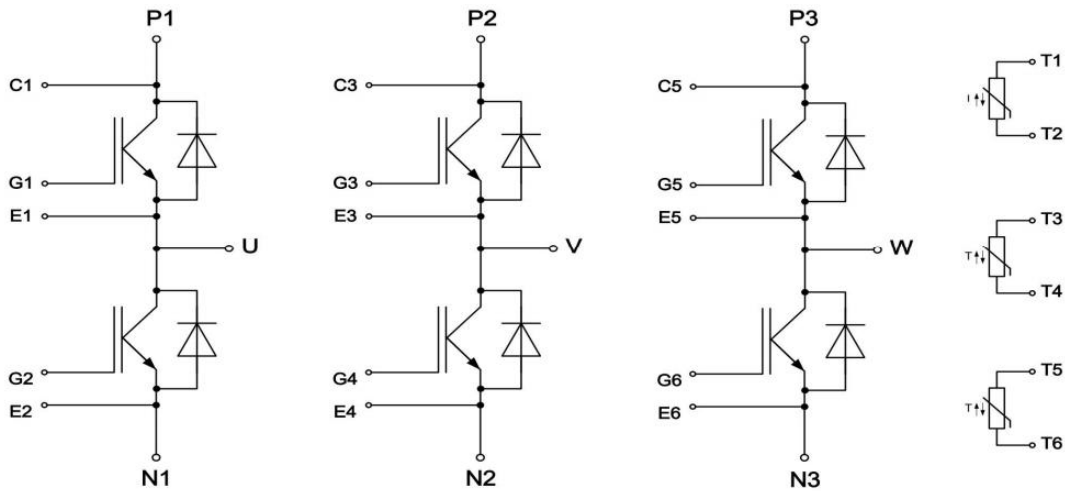 P1 P2 P3
C1 C3 C5
T1
T2
G1 G3 G5
E1 E3 E5
T3
U V W
T
T4
G2 G4 G6
T5
E2 E4 E6
T
T6
N1 N2 N3